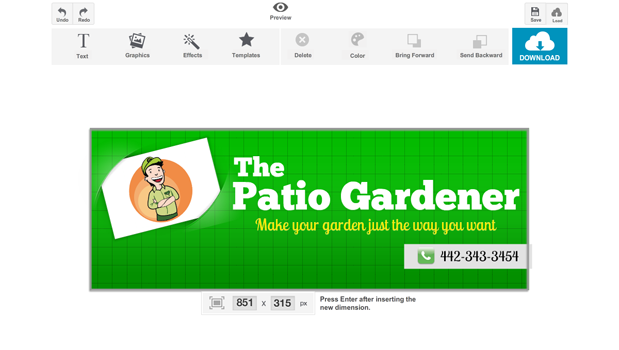 Undo Redo Preview Save Load
Text Graphics Effects Templates Delete Color Bring Forward Send Backward DOWNLOAD
The
Patio Gardener
Make your garden just the way you want
442-343-3454
851 X 315 px
Press Enter after inserting the
new dimension.